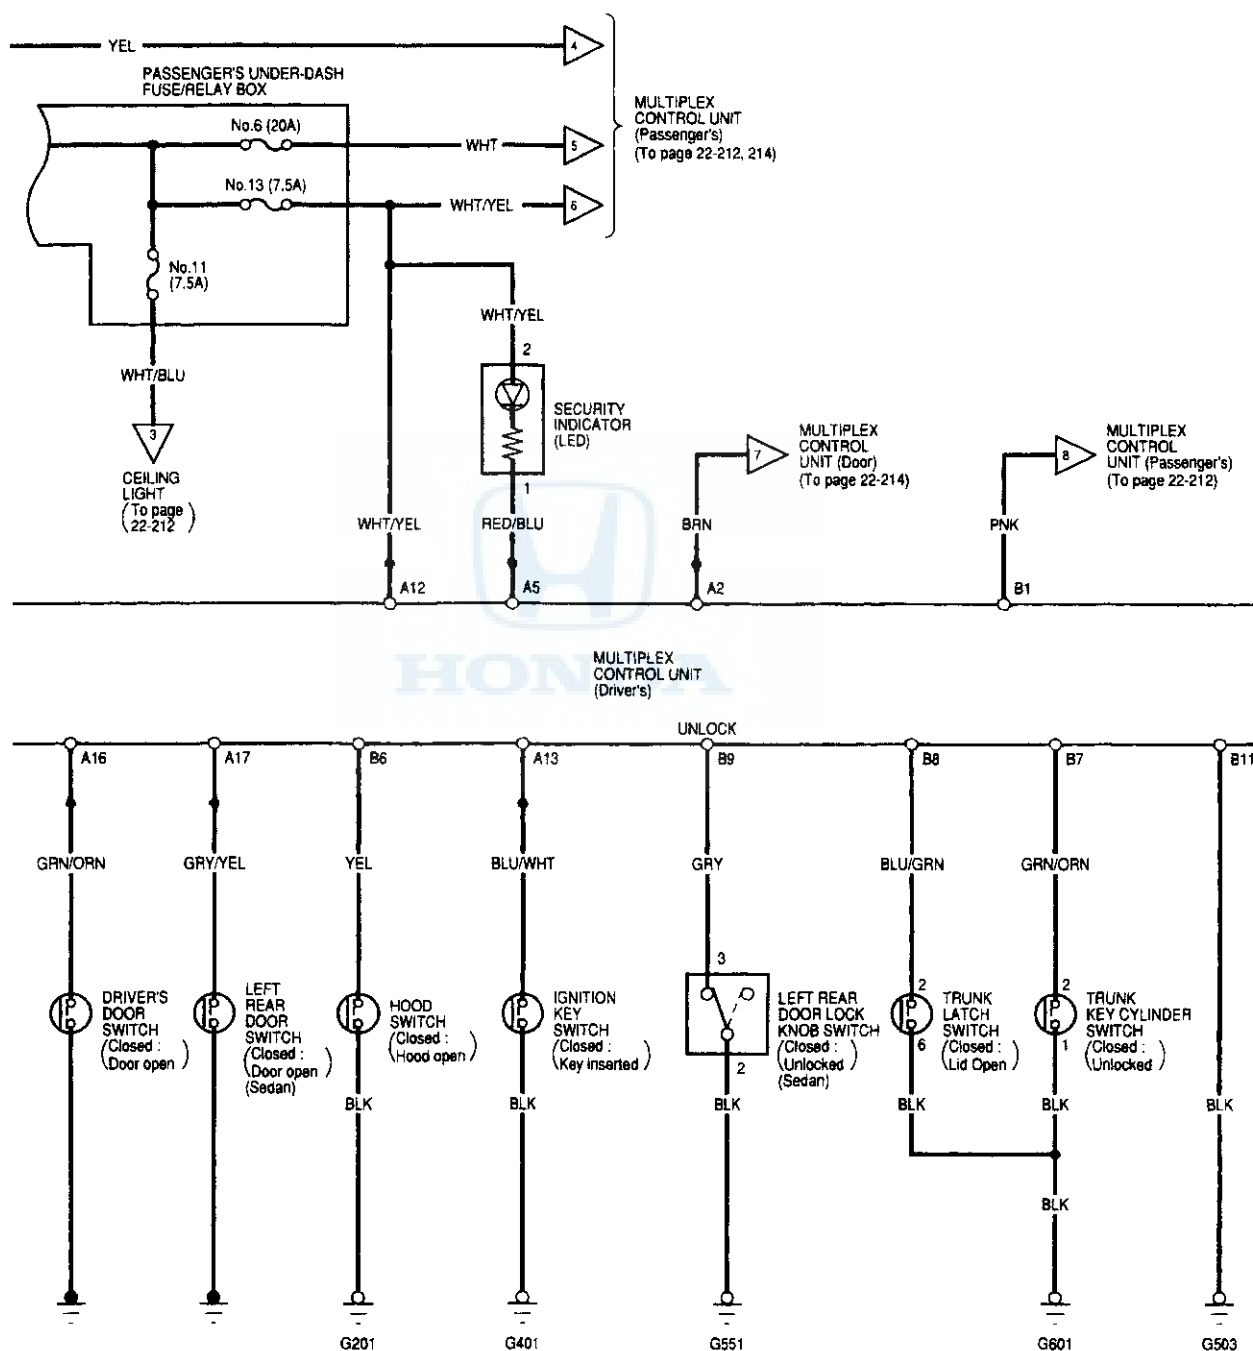 YEL
4
PASSENGER'S UNDER-DASH
FUSE/RELAY BOX
No.6 (20A)
WHT
5
No.13 (7.5A)
WHT/YEL
6
MULTIPLEX
CONTROL UNIT
(Passenger's)
(To page 22-212, 214)
No.11
(7.5A)
WHT/BLU
3
CEILING
LIGHT
(To page
22-212)
WHT/YEL
2
SECURITY
INDICATOR
(LED)
1
WHT/YEL
RED/BLU
BRN
PNK
7
MULTIPLEX
CONTROL
UNIT (Door)
(To page 22-214)
8
MULTIPLEX
CONTROL
UNIT (Passenger's)
(To page 22-212)
A12
A5
A2
B1
MULTIPLEX
CONTROL UNIT
(Driver's)
HONDA
UNLOCK
A16
A17
B6
A13
B9
B8
B7
B11
GRN/ORN
GRY/YEL
YEL
BLU/WHT
GRY
BLU/GRN
GRN/ORN
DRIVER'S
DOOR
SWITCH
(Closed :
Door open)
LEFT
REAR
DOOR
SWITCH
(Closed :
Door open)
(Sedan)
HOOD
SWITCH
(Closed :
Hood open)
IGNITION
KEY
SWITCH
(Closed :
Key inserted)
3
2
LEFT REAR
DOOR LOCK
KNOB SWITCH
(Closed :
Unlocked)
(Sedan)
2
6
TRUNK
LATCH
SWITCH
(Closed :
Lid Open)
2
1
TRUNK
KEY CYLINDER
SWITCH
(Closed :
Unlocked)
BLK
BLK
BLK
BLK
BLK
BLK
BLK
G201
G401
G551
G601
G503